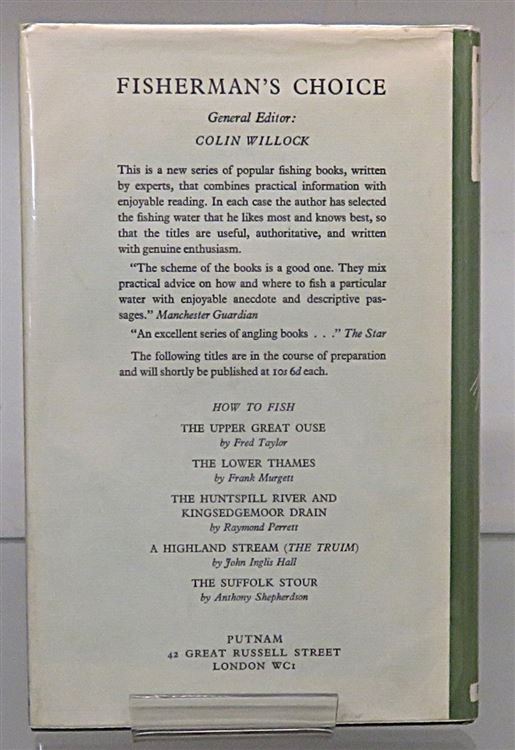 FISHERMAN'S CHOICE
General Editor:
COLIN WILLOCK
This is a new series of popular fishing books, written
by experts, that combines practical information with
enjoyable reading. In each case the author has selected
the fishing water that he likes most and knows best, so
that the titles are useful, authoritative, and written
with genuine enthusiasm.
"The scheme of the books is a good one. They mix
practical advice on how and where to fish a particular
water with enjoyable anecdote and descriptive pas-
sages." Manchester Guardian
"An excellent series of angling books . . ." The Star
The following titles are in the course of preparation
and will shortly be published at 10s 6d each.
HOW TO FISH
THE UPPER GREAT OUSE
by Fred Taylor
THE LOWER THAMES
by Frank Murgett
THE HUNTSPILL RIVER AND
KINGSEDGEMOOR DRAIN
by Raymond Perrett
A HIGHLAND STREAM (THE TRUIM)
by John Inglis Hall
THE SUFFOLK STOUR
by Anthony Shepherdson
PUTNAM
42 GREAT RUSSELL STREET
LONDON WC1